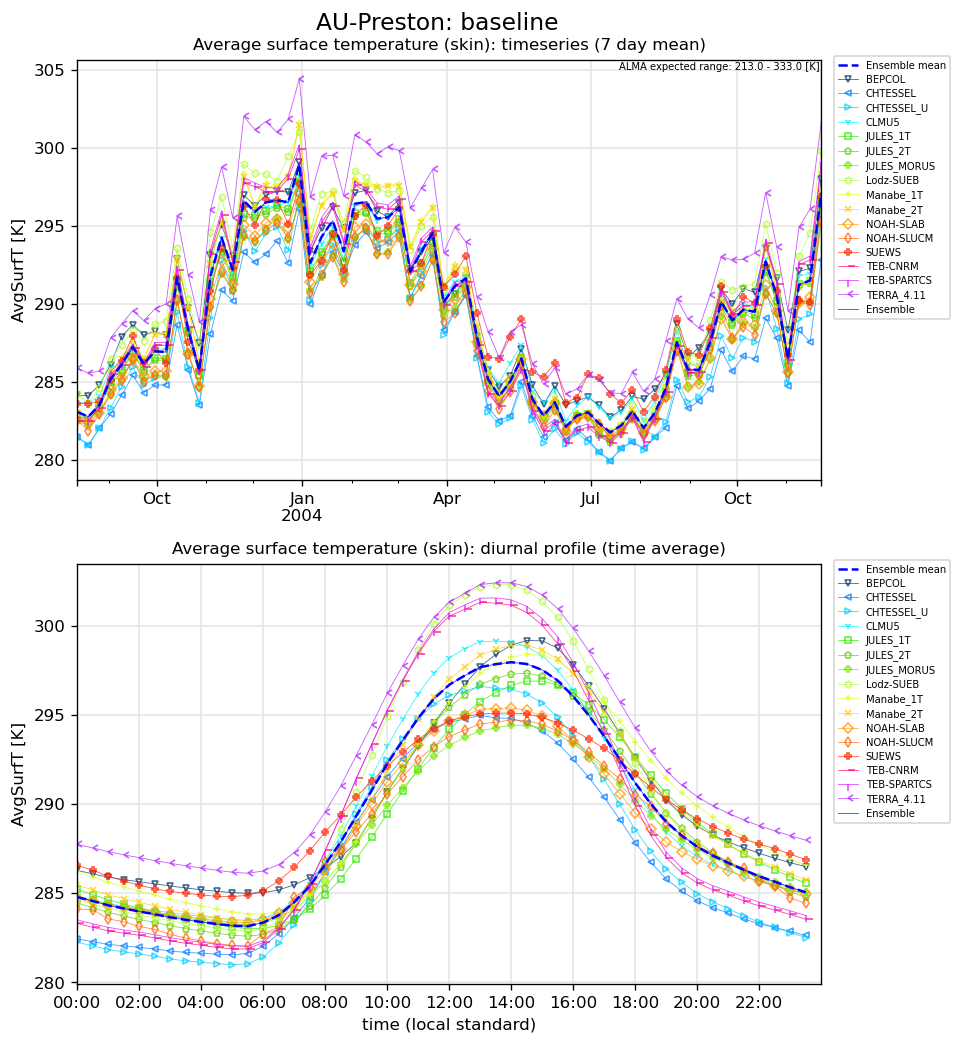 AU-Preston: baseline
Average surface temperature (skin): timeseries (7 day mean)
ALMA expected range: 213.0 - 333.0 [K]
AvgSurfT [K]
305
300
295
290
285
280
Oct
Jan
2004
Apr
Jul
Oct
Ensemble mean
BEPCOL
CHTESSEL
CHTESSEL_U
CLMU5
JULES_1T
JULES_2T
JULES_MORUS
Lodz-SUEB
Manabe_1T
Manabe_2T
NOAH-SLAB
NOAH-SLUCM
SUEWS
TEB-CNRM
TEB-SPARTCS
TERRA_4.11
Ensemble
Average surface temperature (skin): diurnal profile (time average)
AvgSurfT [K]
300
295
290
285
280
00:00
02:00
04:00
06:00
08:00
10:00
12:00
14:00
16:00
18:00
20:00
22:00
time (local standard)
Ensemble mean
BEPCOL
CHTESSEL
CHTESSEL_U
CLMU5
JULES_1T
JULES_2T
JULES_MORUS
Lodz-SUEB
Manabe_1T
Manabe_2T
NOAH-SLAB
NOAH-SLUCM
SUEWS
TEB-CNRM
TEB-SPARTCS
TERRA_4.11
Ensemble